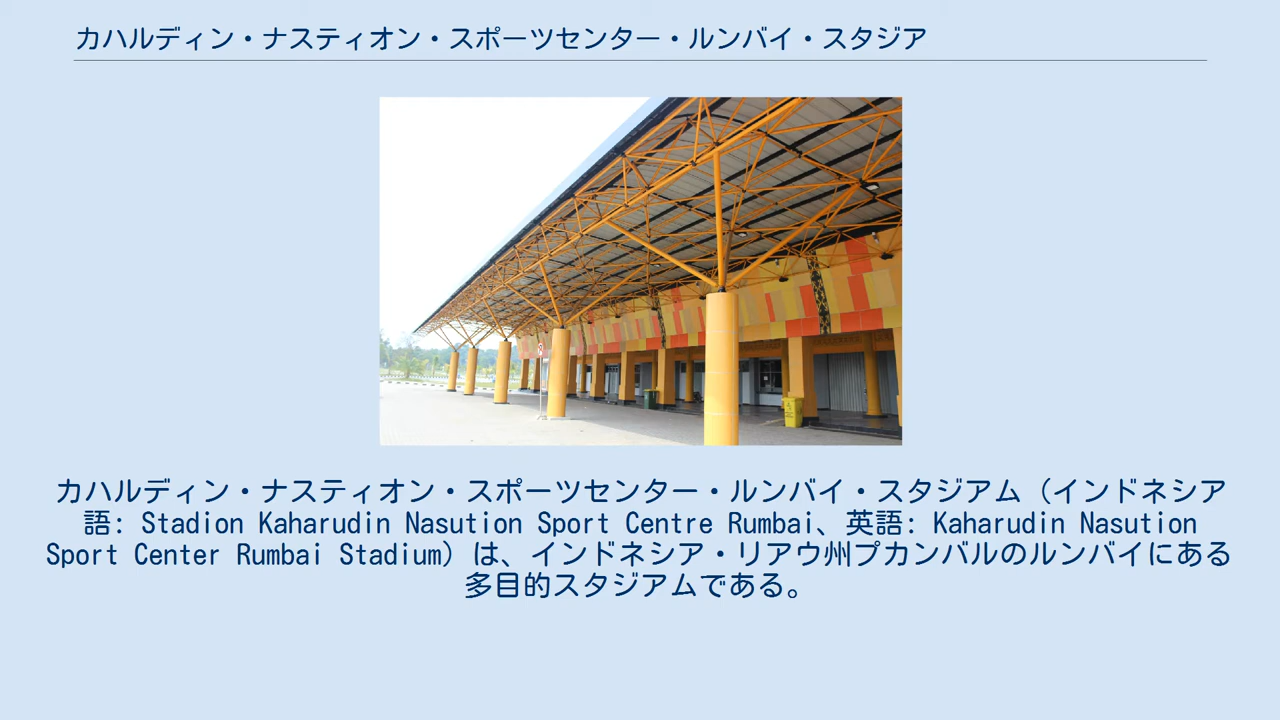 カハルディン・ナスティオン・スポーツセンター・ルンバイ・スタジア
カハルディン・ナスティオン・スポーツセンター・ルンバイ・スタジアム（インドネシア
語: Stadion Kaharudin Nasution Sport Centre Rumbai、英語: Kaharudin Nasution
Sport Center Rumbai Stadium）は、インドネシア・リアウ州プカンバルのルンバイにある
多目的スタジアムである。